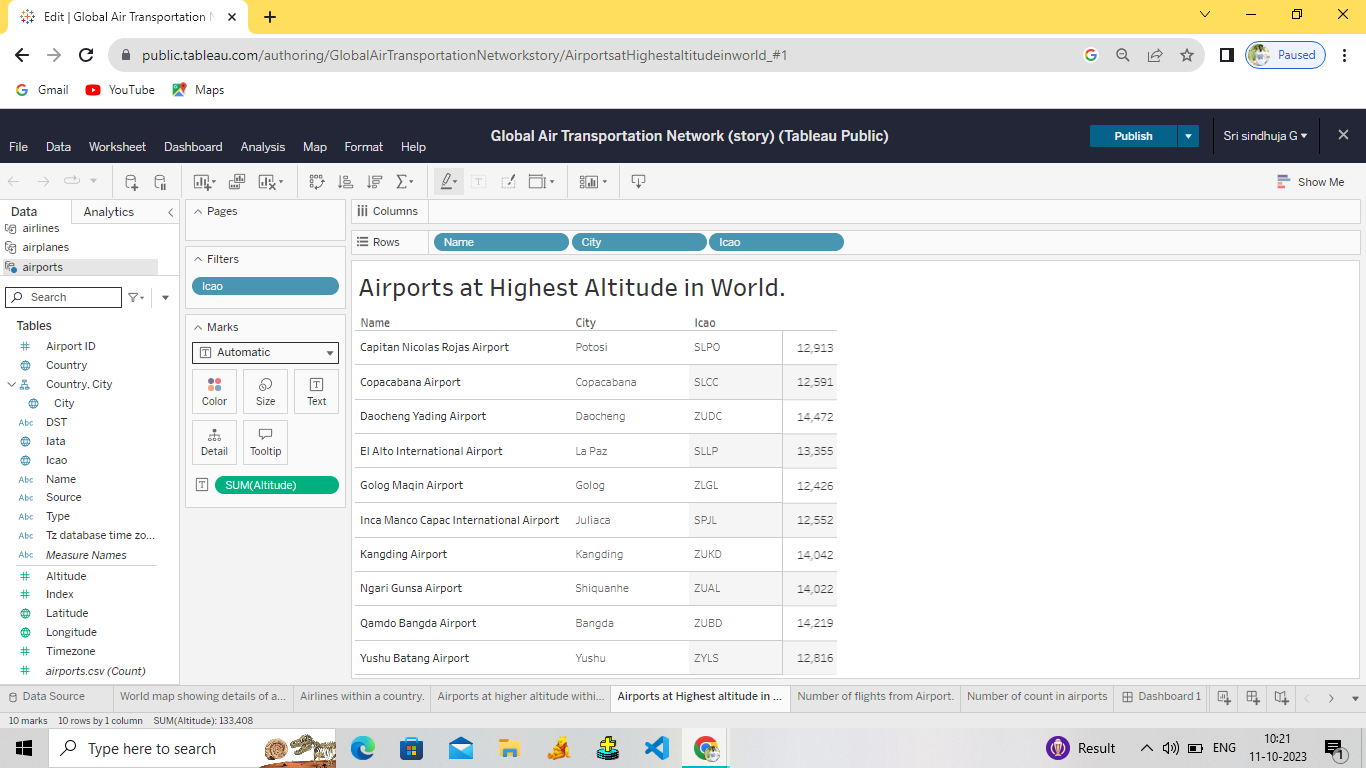 Edit | Global Air Transportation N
public.tableau.com/authoring/GlobalAirTransportationNetworkstory/AirportsatHighestaltitudeinworld_#1
Paused
Gmail YouTube Maps
Global Air Transportation Network (story) (Tableau Public)
Publish
Sri sindhuja G
File Data Worksheet Dashboard Analysis Map Format Help
Show Me
Data Analytics
airlines
airplanes
airports
Search
Tables
Airport ID
Country
Country, City
City
Abc DST
Iata
Icao
Abc Name
Abc Source
Abc Type
Abc Tz database time zo...
Abc Measure Names
Altitude
Index
Latitude
Longitude
Timezone
airports.csv (Count)
Pages
Filters
Icao
Marks
Automatic
Color Size Text
Detail Tooltip
SUM(Altitude)
Columns
Rows Name City Icao
Airports at Highest Altitude in World.
Name City Icao
Capitan Nicolas Rojas Airport Potosi SLPO 12,913
Copacabana Airport Copacabana SLCC 12,591
Daocheng Yading Airport Daocheng ZUDC 14,472
El Alto International Airport La Paz SLLP 13,355
Golog Maqin Airport Golog ZLGL 12,426
Inca Manco Capac International Airport Juliaca SPJL 12,552
Kangding Airport Kangding ZUKD 14,042
Ngari Gunsa Airport Shiquanhe ZUAL 14,022
Qamdo Bangda Airport Bangda ZUBD 14,219
Yushu Batang Airport Yushu ZYLS 12,816
Data Source World map showing details of a... Airlines within a country. Airports at higher altitude withi... Airports at Highest altitude in ... Number of flights from Airport. Number of count in airports Dashboard 1
10 marks 10 rows by 1 column SUM(Altitude): 133,408
Type here to search
Result
ENG
10:21
11-10-2023
1